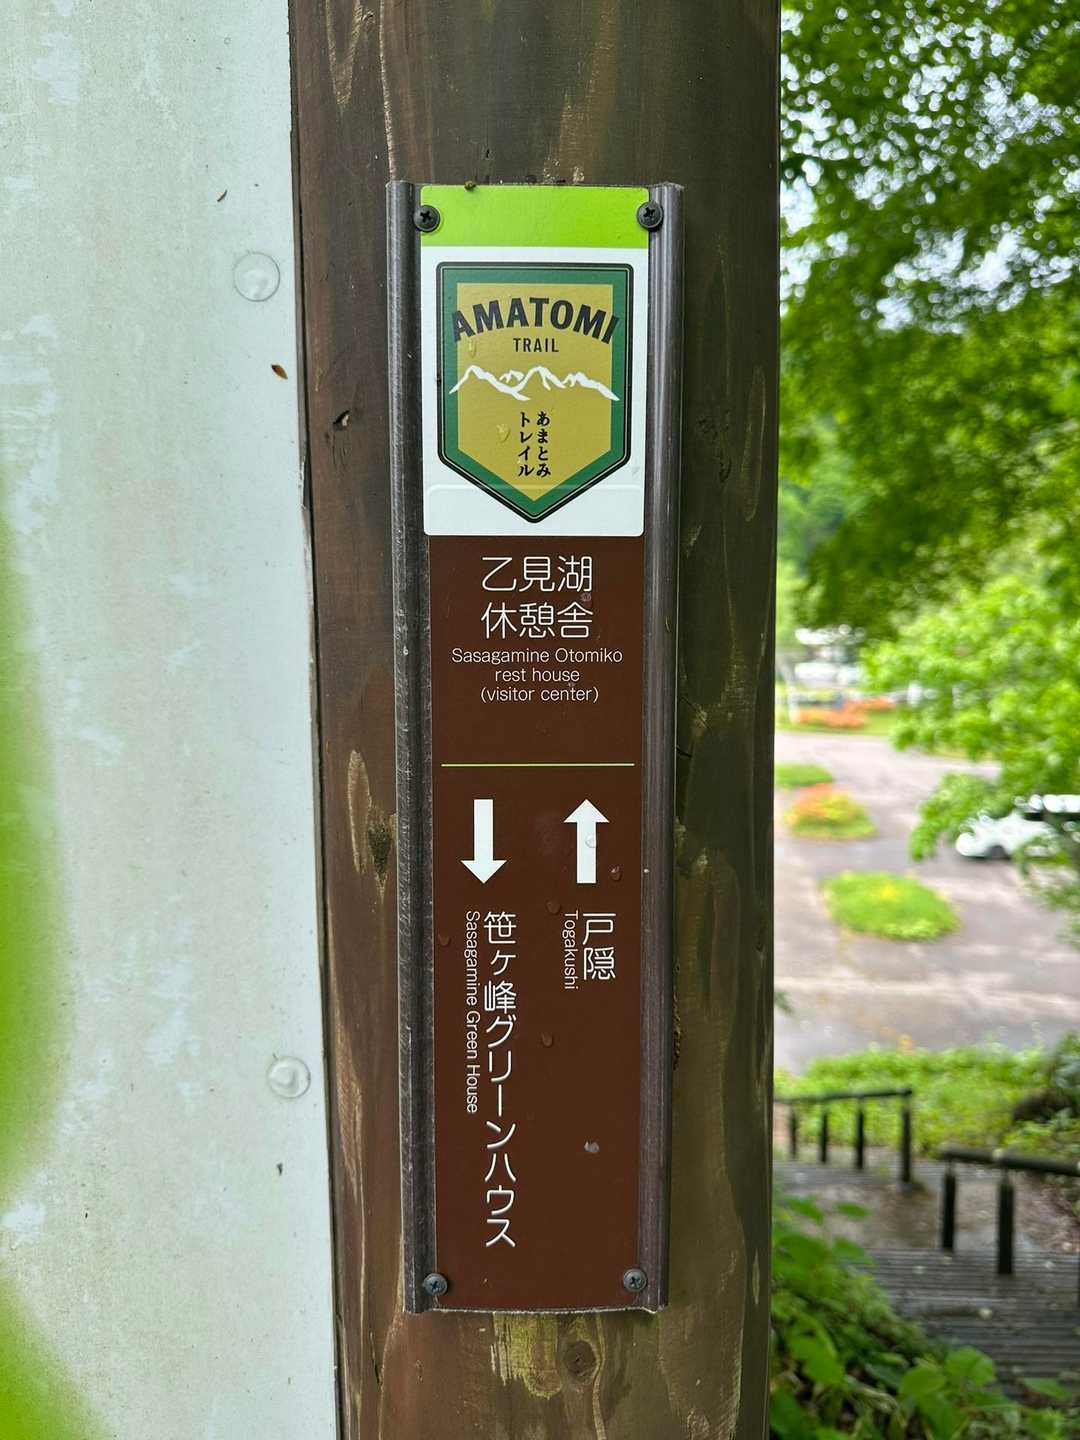 AMATOMI
TRAIL
あまとみ
トレイル
乙見湖
休憩舎
Sasagamine Otomiko
rest house
(visitor center)
戸隠
Togakushi
笹ヶ峰グリーンハウス
Sasagamine Green House